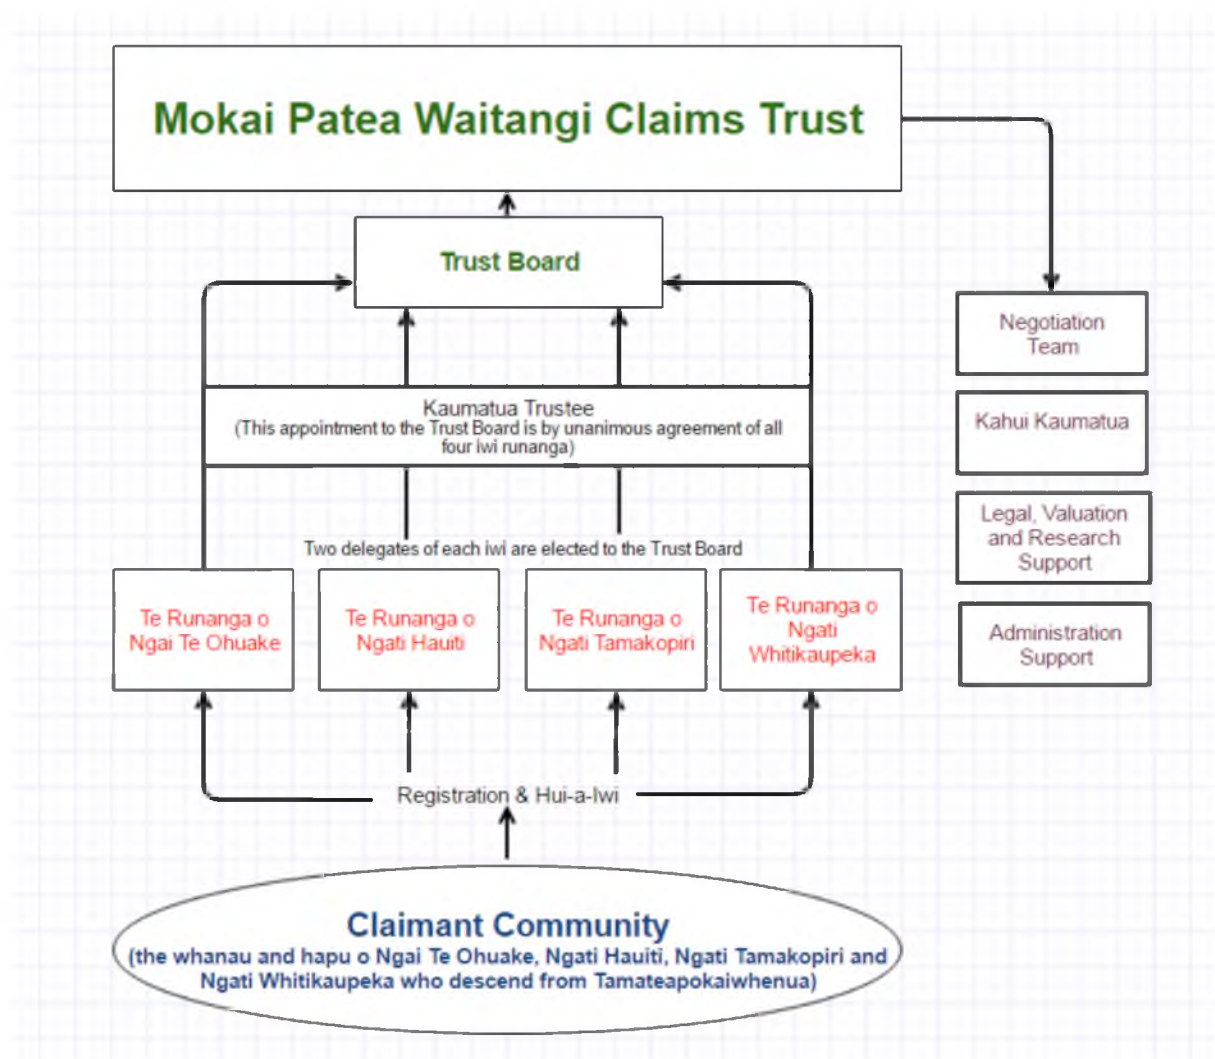 Mokai Patea Waitangi Claims Trust
Trust Board
Negotiation
Team
Kaumatua Trustee
(This appointment to the Trust Board is by unanimous agreement of all
four iwi runanga)
Kahui Kaumatua
Legal, Valuation
and Research
Support
Two delegates of each iwi are elected to the Trust Board
Te Runanga o
Ngai Te Ohuake
Te Runanga o
Ngati Hauiti
Te Runanga o
Ngati Tamakopiri
Te Runanga o
Ngati
Whitikaupeka
Administration
Support
Registration & Hui-a-Iwi
Claimant Community
(the whanau and hapu o Ngai Te Ohuake, Ngati Hauiti, Ngati Tamakopiri and
Ngati Whitikaupeka who descend from Tamateapokaiwhenua)